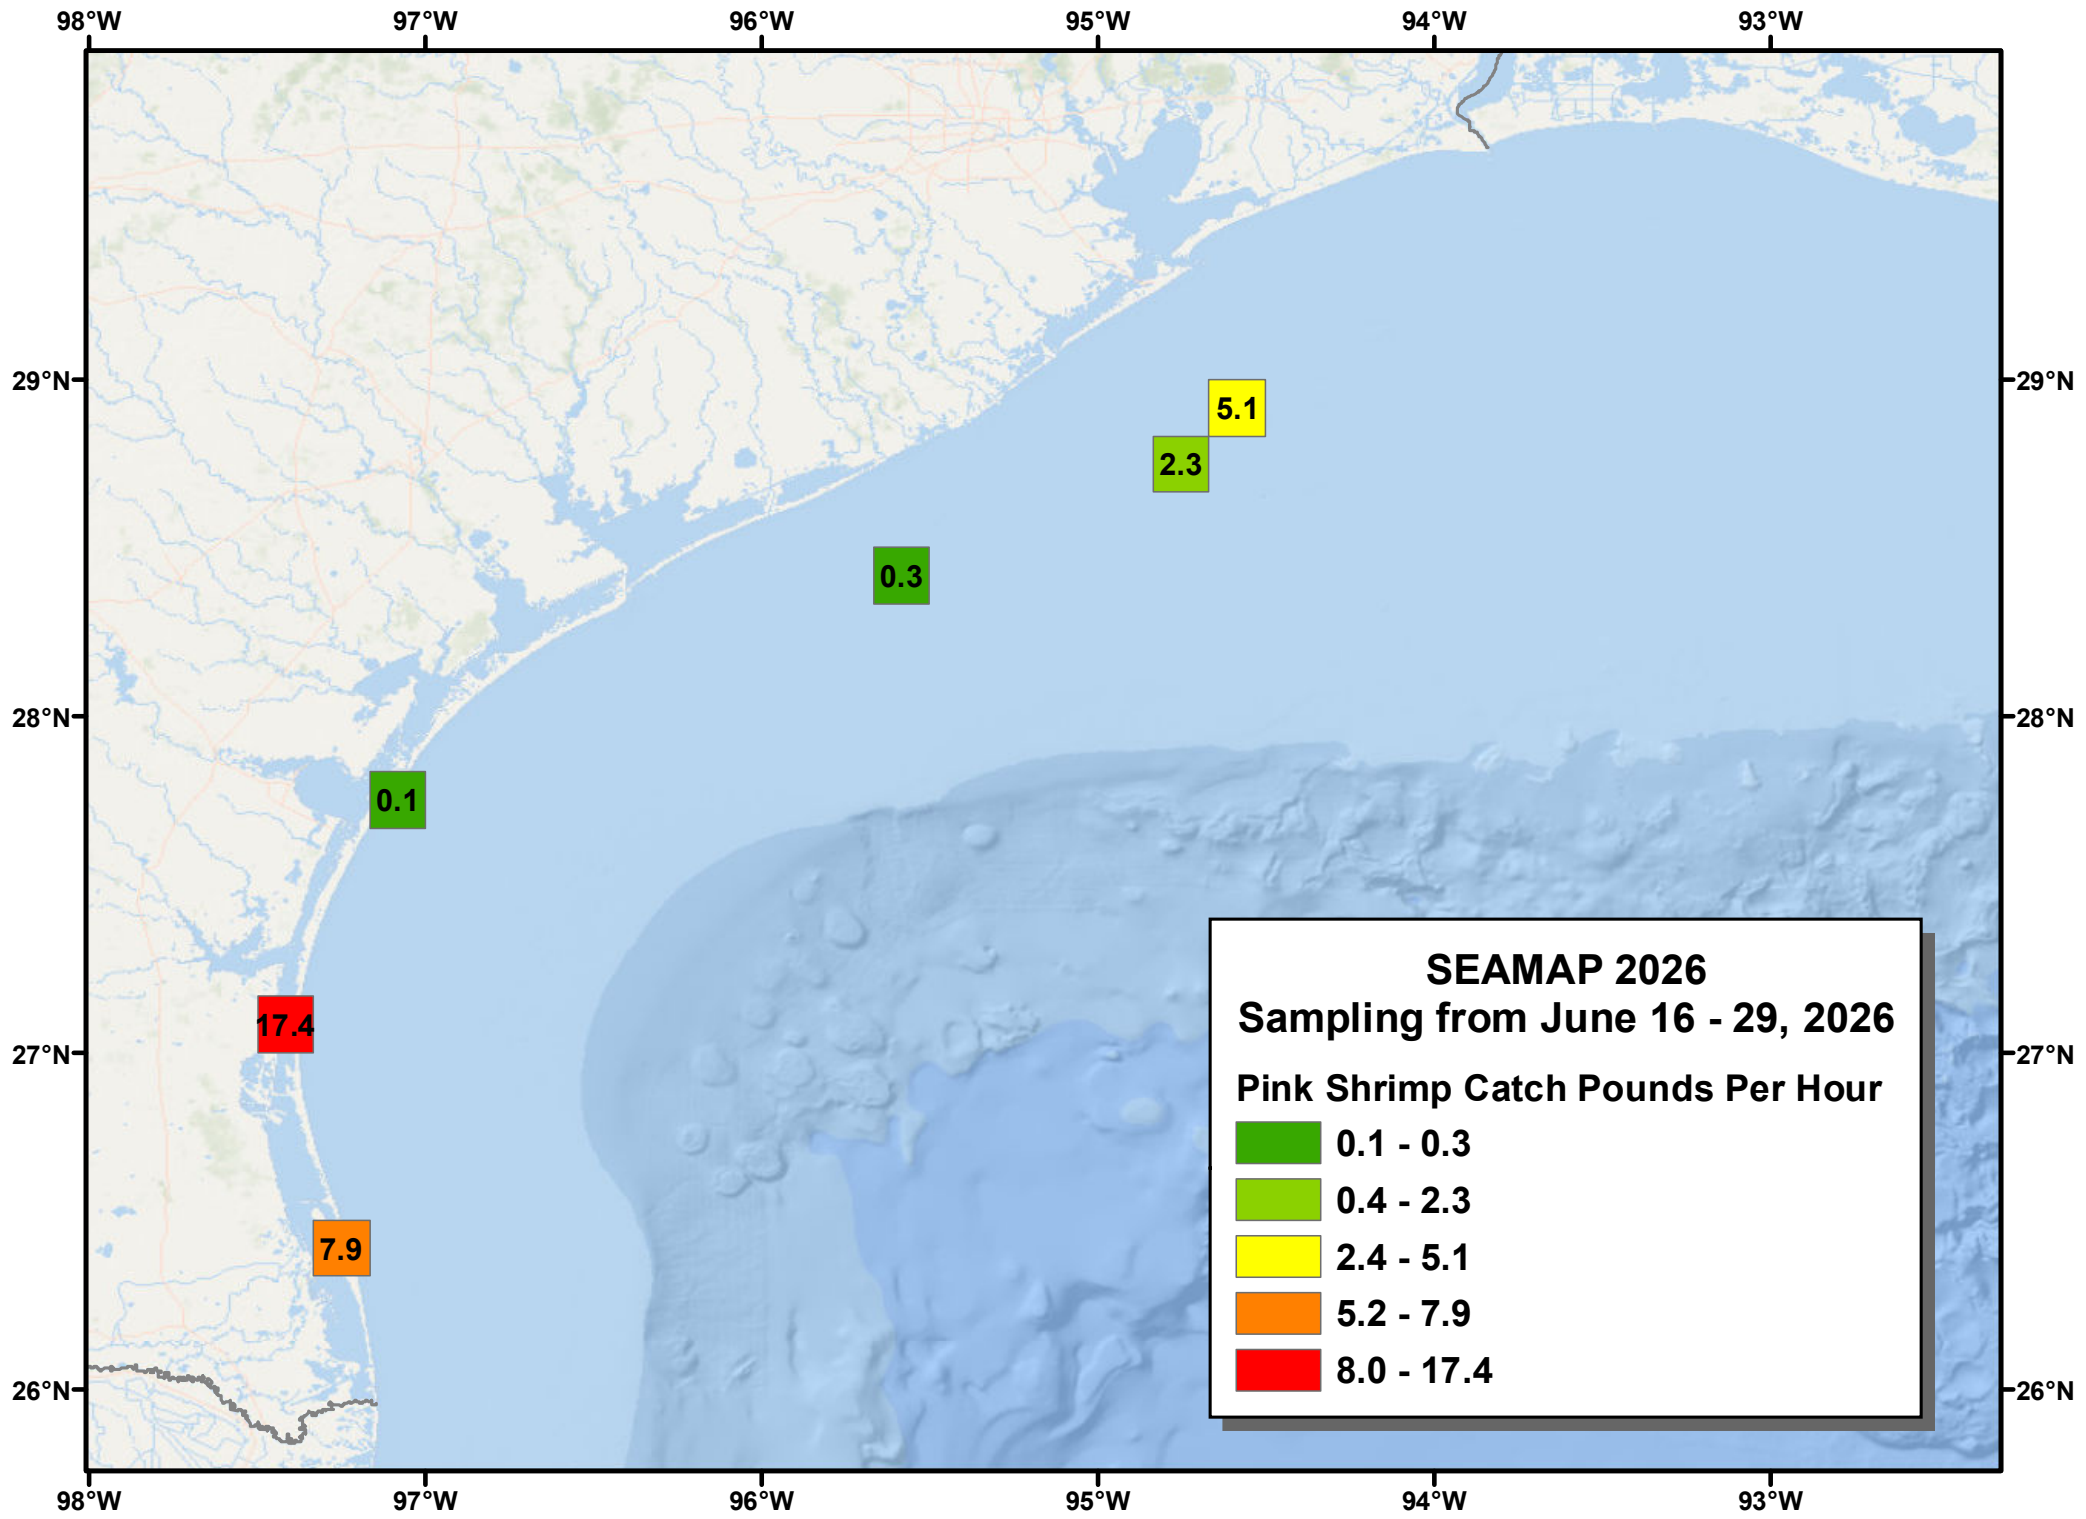 98°W 97°W 96°W 95°W 94°W 93°W
29°N 29°N
5.1
2.3
0.3
28°N 28°N
0.1
17.4
27°N 27°N
7.9
26°N 26°N
SEAMAP 2026
Sampling from June 16 - 29, 2026
Pink Shrimp Catch Pounds Per Hour
0.1 - 0.3
0.4 - 2.3
2.4 - 5.1
5.2 - 7.9
8.0 - 17.4
98°W 97°W 96°W 95°W 94°W 93°W